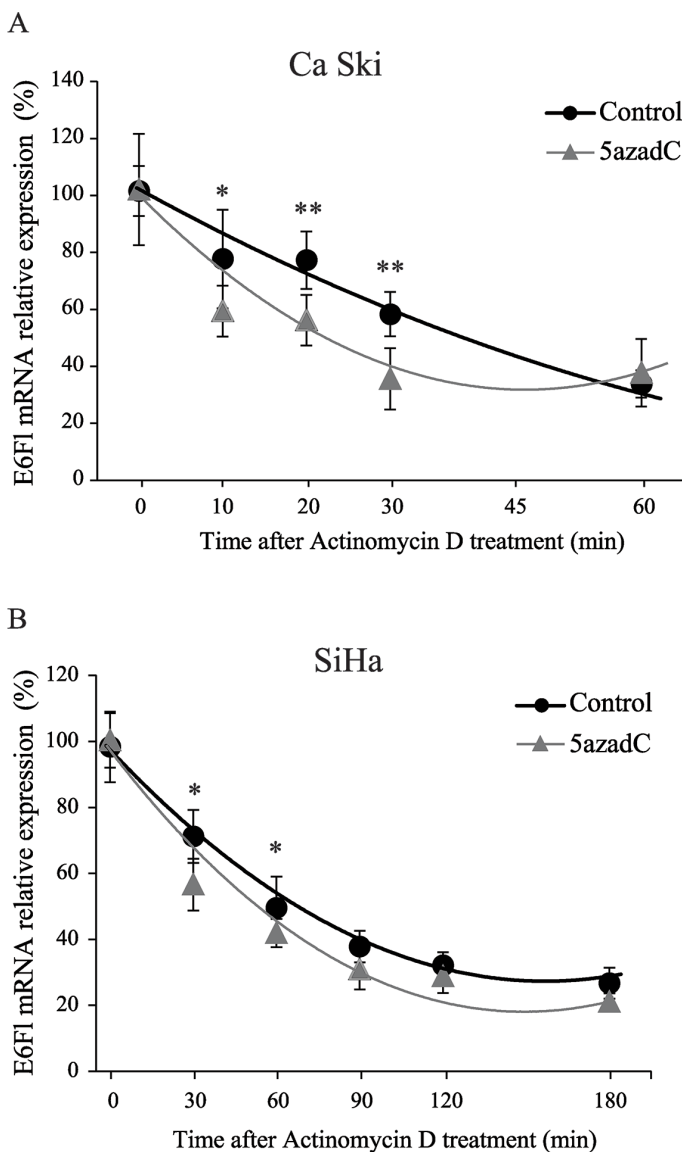 A
Ca Ski
E6Fl mRNA relative expression (%)
140
120
100
80
60
40
20
0
Control
5azadC
*
**
**
0 10 20 30 45 60
Time after Actinomycin D treatment (min)
B
SiHa
E6Fl mRNA relative expression (%)
120
100
80
60
40
20
0
Control
5azadC
*
*
0 30 60 90 120 180
Time after Actinomycin D treatment (min)